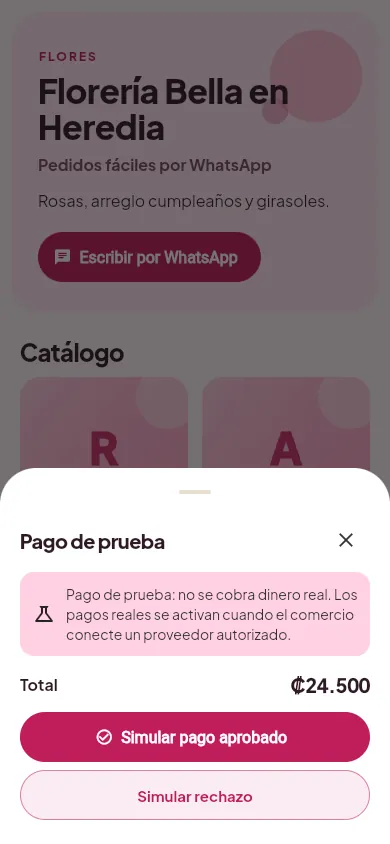 FLORES
Florería Bella en
Heredia
Pedidos fáciles por WhatsApp
Rosas, arreglo cumpleaños y girasoles.
Escribir por WhatsApp
Catálogo
R A
Pago de prueba
Pago de prueba: no se cobra dinero real. Los
pagos reales se activan cuando el comercio
conecte un proveedor autorizado.
Total ₡24.500
Simular pago aprobado
Simular rechazo